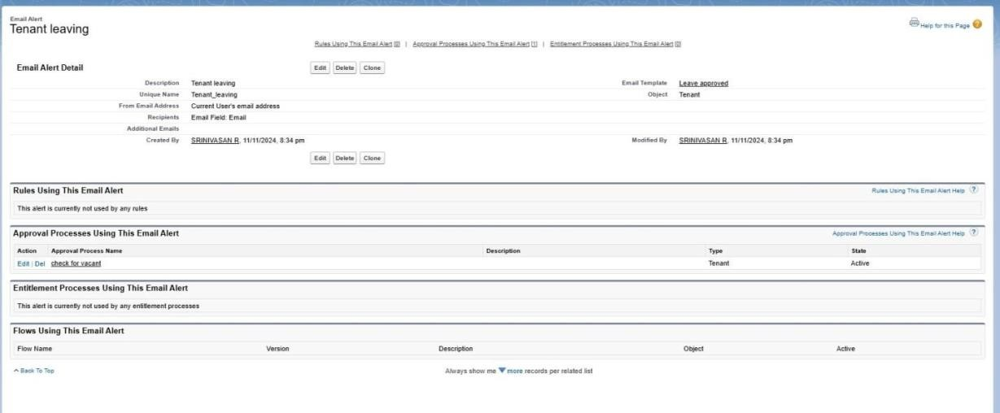 Email Alert
Tenant leaving
Help for this Page
Rules Using This Email Alert [0] | Approval Processes Using This Email Alert [1] | Entitlement Processes Using This Email Alert [0]
Email Alert Detail
Edit Delete Clone
Description Tenant leaving Email Template Leave approved
Unique Name Tenant_leaving Object Tenant
From Email Address Current User's email address
Recipients Email Field: Email
Additional Emails
Created By SRINIVASAN R, 11/11/2024, 8:34 pm Modified By SRINIVASAN R, 11/11/2024, 8:34 pm
Edit Delete Clone
Rules Using This Email Alert Rules Using This Email Alert Help ?
This alert is currently not used by any rules
Approval Processes Using This Email Alert Approval Processes Using This Email Alert Help ?
Action Approval Process Name Description Type State
Edit | Del check for vacant Tenant Active
Entitlement Processes Using This Email Alert
This alert is currently not used by any entitlement processes
Flows Using This Email Alert
Flow Name Version Description Object Active
Back To Top Always show me more records per related list